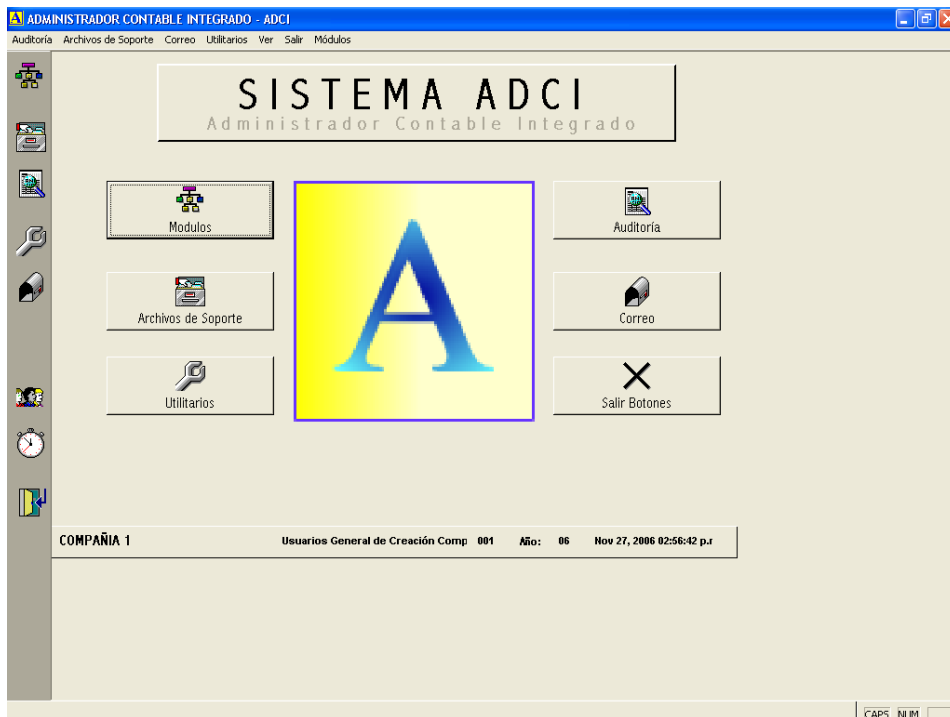 ADMINISTRADOR CONTABLE INTEGRADO - ADCI
Auditoría Archivos de Soporte Correo Utilitarios Ver Salir Módulos
SISTEMA ADCI
Administrador Contable Integrado
Modulos
Auditoría
A
Archivos de Soporte
Correo
Utilitarios
Salir Botones
COMPAÑIA 1 Usuarios General de Creación Comp 001 Año: 06 Nov 27, 2006 02:56:42 p.r
CAPS NUM